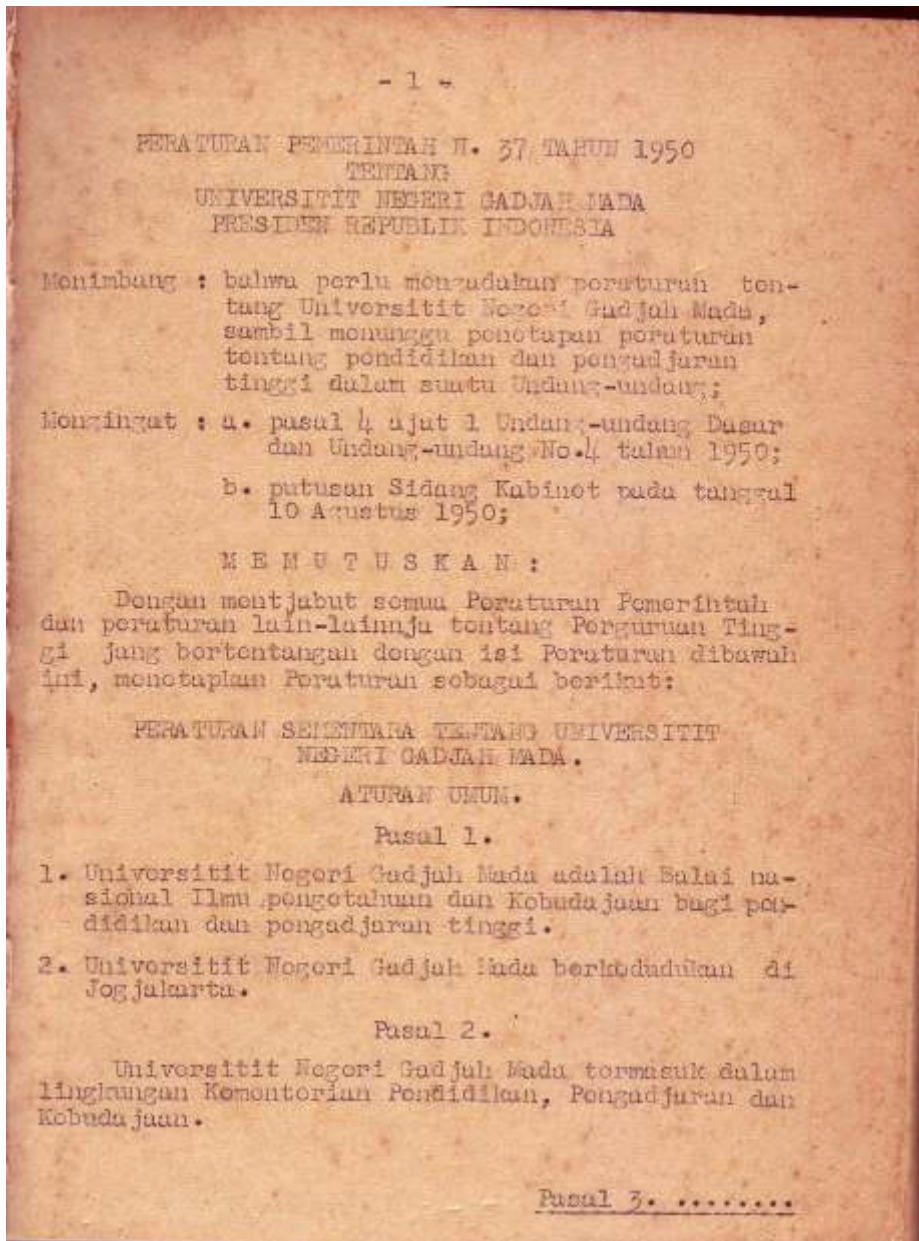 - 1 -
PERATURAN PEMERINTAH N. 37 TAHUN 1950
TENTANG
UNIVERSITIT NEGERI GADJAH MADA
PRESIDEN REPUBLIK INDONESIA
Menimbang : bahwa perlu mengadakan peraturan ten-
tang Universitit Negeri Gadjah Mada,
sambil menunggu penetapan peraturan
tentang pendidikan dan pengadjaran
tinggi dalam suatu Undang-undang;
Mengingat : a. pasal 4 ajat 1 Undang-undang Dasar
dan Undang-undang No.4 tahun 1950;
b. putusan Sidang Kabinet pada tanggal
10 Agustus 1950;
M E M U T U S K A N :
Dengan mentjabut semua Peraturan Pemerintah
dan peraturan lain-lainnja tentang Perguruan Ting-
gi jang bertentangan dengan isi Peraturan dibawah
ini, menetapkan Peraturan sebagai berikut:
PERATURAN SEMENTARA TENTANG UNIVERSITIT
NEGERI GADJAH MADA.
ATURAN UMUM.
Pasal 1.
1. Universitit Negeri Gadjah Mada adalah Balai na-
sional Ilmu pengetahuan dan Kebudajaan bagi pen-
didikan dan pengadjaran tinggi.
2. Universitit Negeri Gadjah Mada berkedudukan di
Jogjakarta.
Pasal 2.
Universitit Negeri Gadjah Mada termasuk dalam
lingkungan Kementerian Pendidikan, Pengadjaran dan
Kebudajaan.
Pasal 3. ........